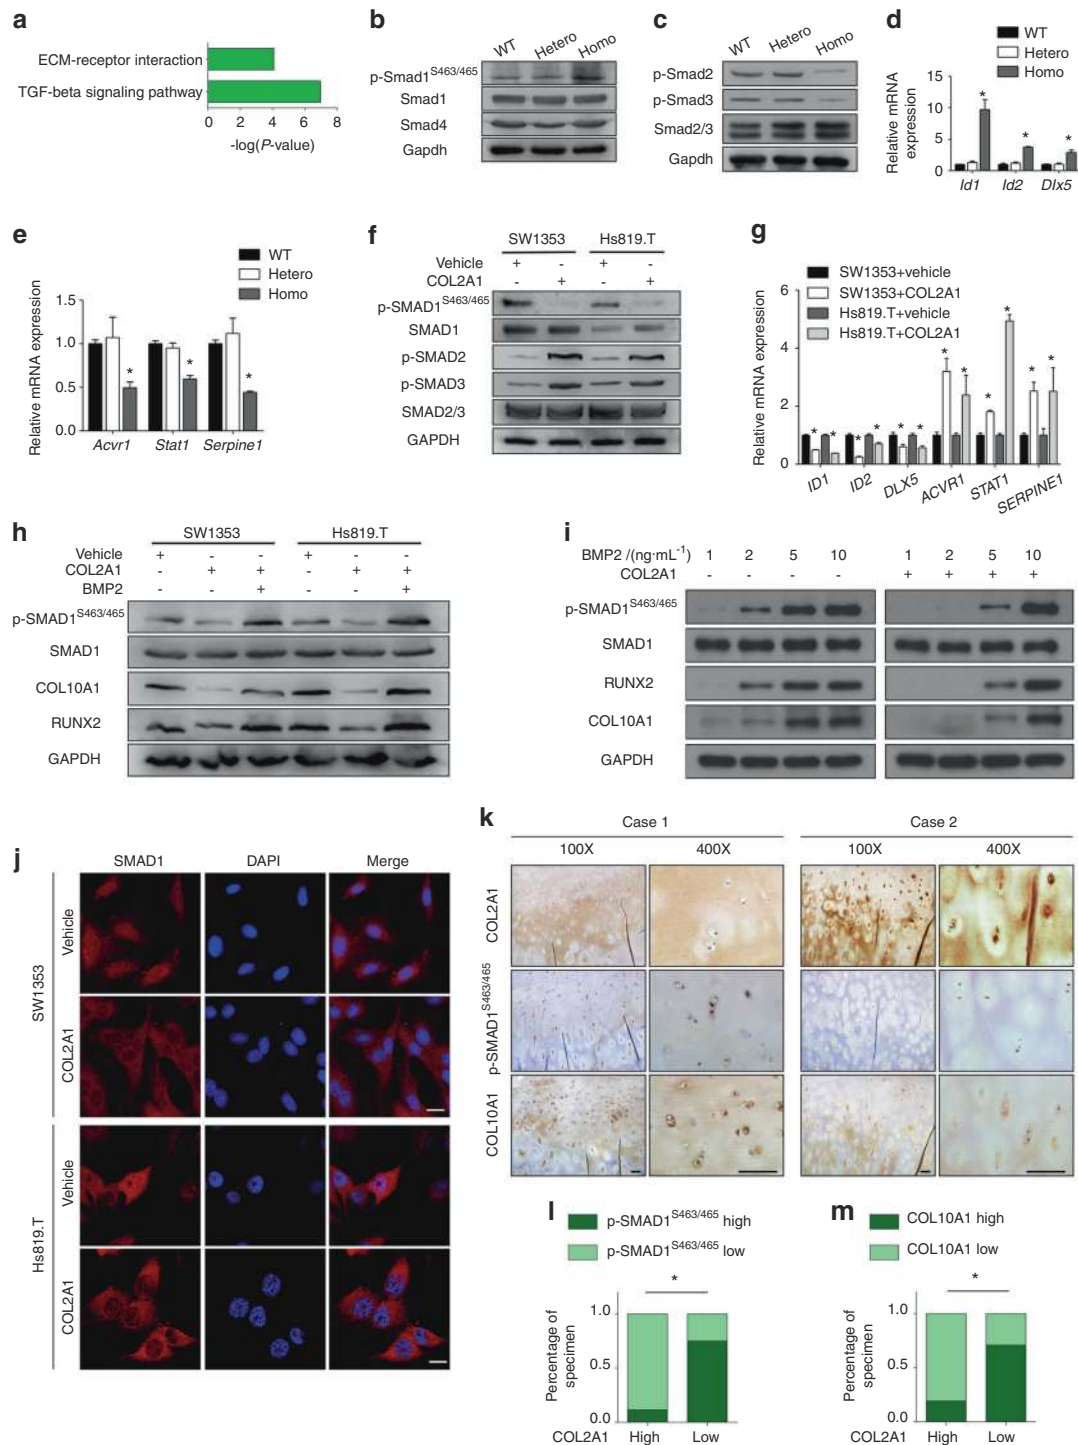 a
ECM-receptor interaction
TGF-beta signaling pathway
0 2 4 6 8
-log(P-value)
b
WT Hetero Homo
p-Smad1S463/465
Smad1
Smad4
Gapdh
c
WT Hetero Homo
p-Smad2
p-Smad3
Smad2/3
Gapdh
d
WT
Hetero
Homo
Relative mRNA
expression
15
10
5
0
* * *
Id1 Id2 Dlx5
e
WT
Hetero
Homo
Relative mRNA expression
1.5
1.0
0.5
0.0
* * *
Acvr1 Stat1 Serpine1
f
SW1353 Hs819.T
Vehicle + - + -
COL2A1 - + - +
p-SMAD1S463/465
SMAD1
p-SMAD2
p-SMAD3
SMAD2/3
GAPDH
g
SW1353+vehicle
SW1353+COL2A1
Hs819.T+vehicle
Hs819.T+COL2A1
Relative mRNA expression
6
4
2
0
* * * * * * * * * * * *
ID1 ID2 DLX5 ACVR1 STAT1 SERPINE1
h
SW1353 Hs819.T
Vehicle + - - + - -
COL2A1 - + + - + +
BMP2 - - + - - +
p-SMAD1S463/465
SMAD1
COL10A1
RUNX2
GAPDH
i
BMP2 /(ng·mL-1) 1 2 5 10 1 2 5 10
COL2A1 - - - - + + + +
p-SMAD1S463/465
SMAD1
RUNX2
COL10A1
GAPDH
j
SMAD1 DAPI Merge
SW1353
Vehicle
COL2A1
Hs819.T
Vehicle
COL2A1
k
Case 1 Case 2
100X 400X 100X 400X
COL2A1
p-SMAD1S463/465
COL10A1
l
p-SMAD1S463/465 high
p-SMAD1S463/465 low
*
Percentage of
specimen
1.0
0.5
0.0
COL2A1 High Low
m
COL10A1 high
COL10A1 low
*
Percentage of
specimen
1.0
0.5
0.0
COL2A1 High Low